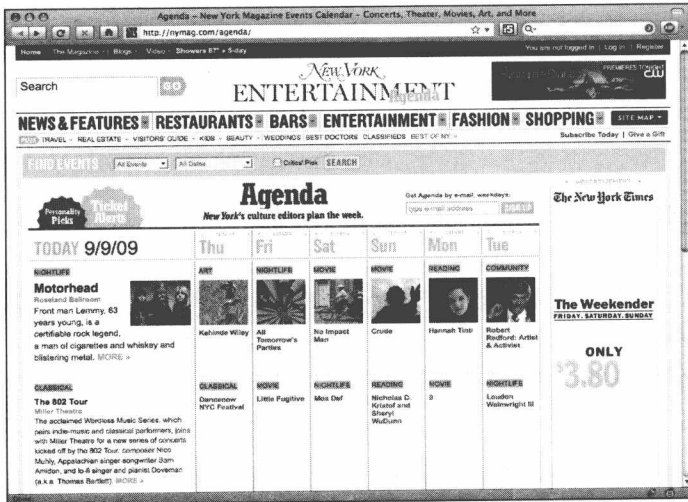 Agenda – New York Magazine Events Calendar – Concerts, Theater, Movies, Art, and More
http://nymag.com/agenda/
Q-
Home The Magazine Blogs Video Showers 67° 5-day
You are not logged in | Log in | Register
Search
GO
NEW YORK
ENTERTAINMENT
Agenda
PREMIERES TONIGHT
CW
NEWS & FEATURES RESTAURANTS BARS ENTERTAINMENT FASHION SHOPPING SITE MAP
PLUS TRAVEL REAL ESTATE VISITORS' GUIDE KIDS BEAUTY WEDDINGS BEST DOCTORS CLASSIFIEDS BEST OF NY
Subscribe Today | Give a Gift
FIND EVENTS All Events All Dates Critics' Pick SEARCH
ADVERTISEMENT
Personality
Picks
Ticket
Alerts
Agenda
New York's culture editors plan the week.
Get Agenda by e-mail, weekdays.
type e-mail address SIGN UP
The New York Times
TODAY 9/9/09
Thu Fri Sat Sun Mon Tue
NIGHTLIFE
Motorhead
Roseland Ballroom
Front man Lemmy, 63
years young, is a
certifiable rock legend,
a man of cigarettes and whiskey and
blistering metal. MORE »
ART
Kehinde Wiley
NIGHTLIFE
All
Tomorrow's
Parties
MOVIE
No Impact
Man
MOVIE
Crude
READING
Hannah Tinti
COMMUNITY
Robert
Redford: Artist
& Activist
The Weekender
FRIDAY. SATURDAY. SUNDAY
ONLY
$3.80
CLASSICAL
The 802 Tour
Miller Theatre
The acclaimed Wordless Music Series, which
pairs indie-music and classical performers, joins
with Miller Theatre for a new series of concerts
kicked off by the 802 Tour: composer Nico
Muhly, Appalachian singer-songwriter Sam
Amidon, and lo-fi singer and pianist Doveman
(a.k.a. Thomas Bartlett). MORE »
CLASSICAL
Dancenow
NYC Festival
MOVIE
Little Fugitive
NIGHTLIFE
Mos Def
READING
Nicholas D.
Kristof and
Sheryl
WuDunn
MOVIE
9
NIGHTLIFE
Loudon
Wainwright III